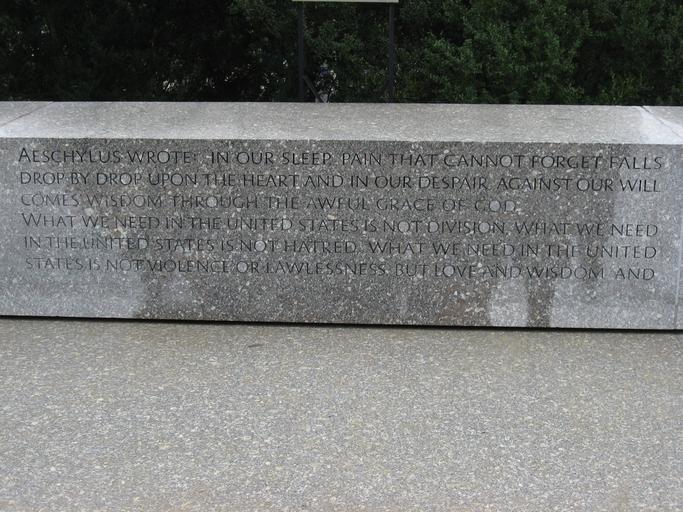 AESCHYLUS WROTE: IN OUR SLEEP, PAIN THAT CANNOT FORGET FALLS
DROP BY DROP UPON THE HEART AND IN OUR DESPAIR, AGAINST OUR WILL,
COMES WISDOM THROUGH THE AWFUL GRACE OF GOD.
WHAT WE NEED IN THE UNITED STATES IS NOT DIVISION, WHAT WE NEED
IN THE UNITED STATES IS NOT HATRED, WHAT WE NEED IN THE UNITED
STATES IS NOT VIOLENCE OR LAWLESSNESS, BUT LOVE AND WISDOM, AND